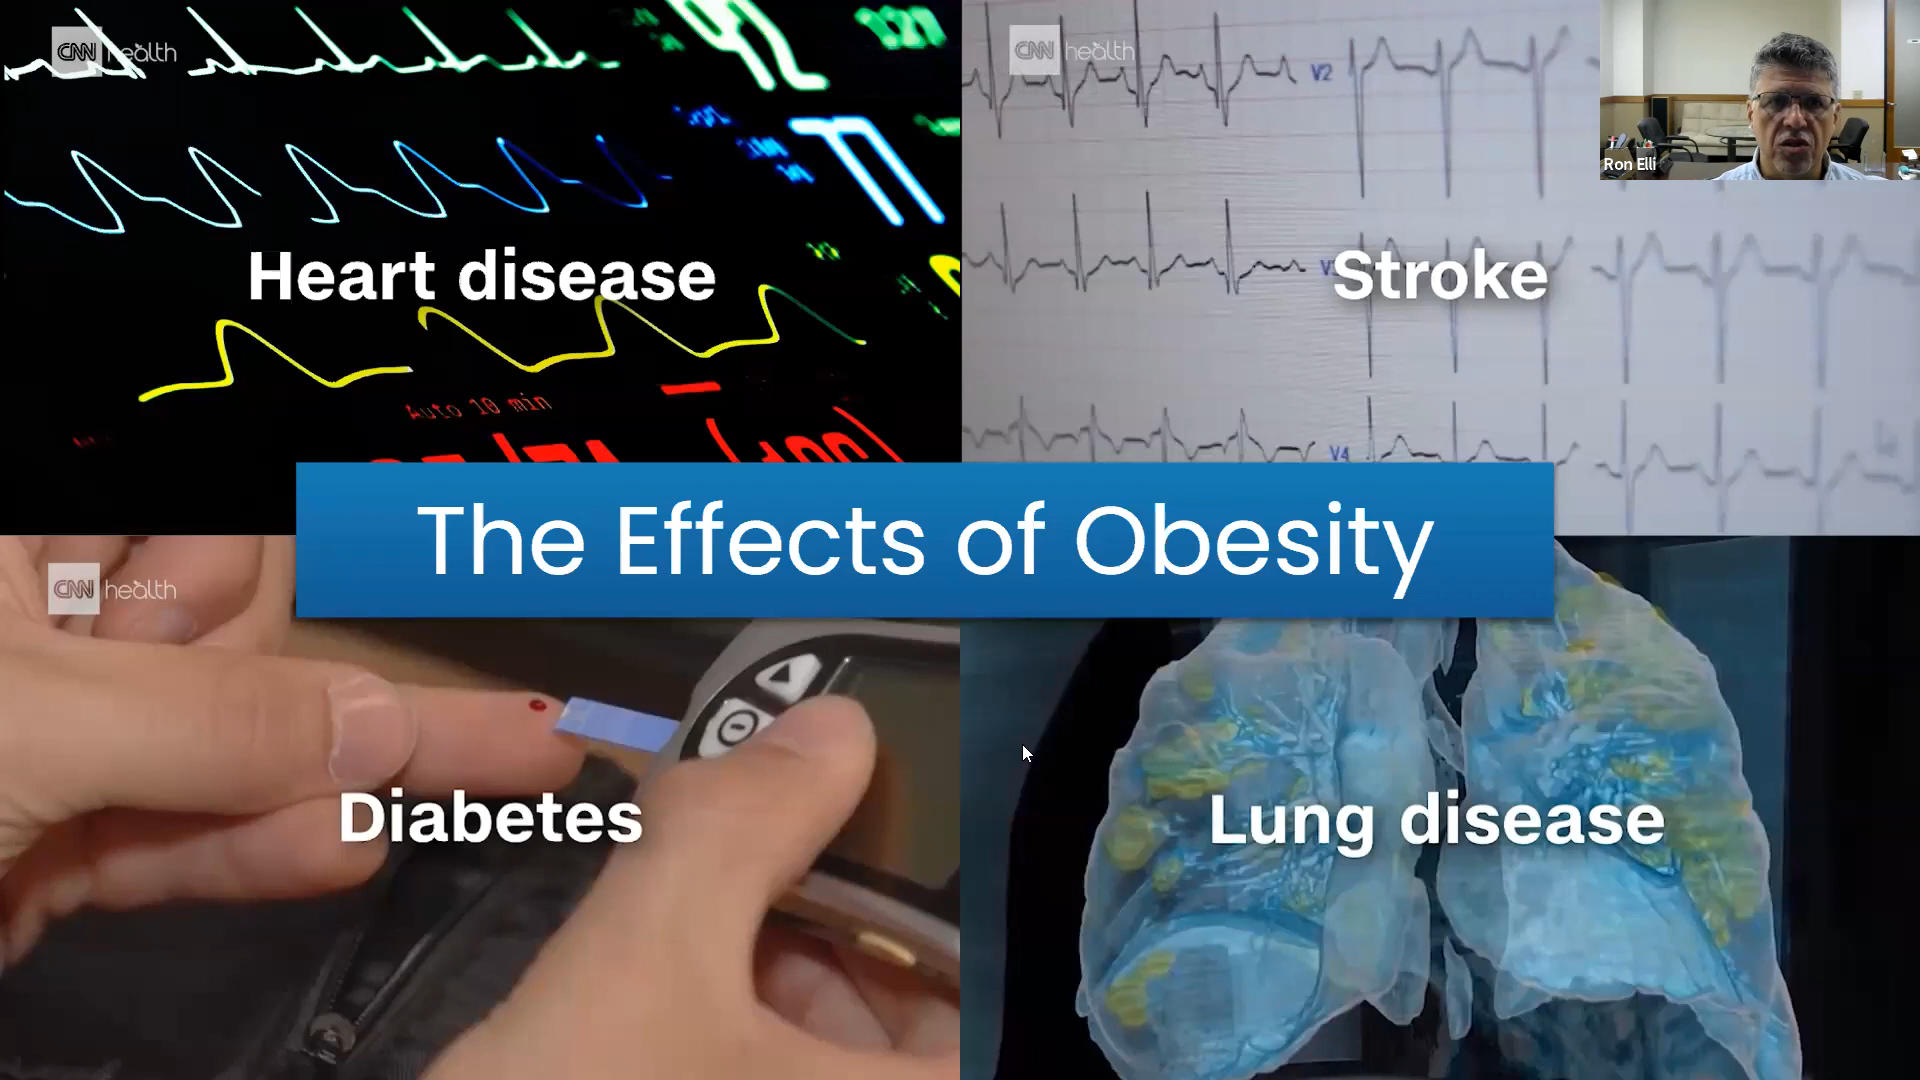 CNN health
CNN health
V2
Ron Elli
Heart disease
Stroke
Auto 10 min
V4
The Effects of Obesity
CNN health
Diabetes
Lung disease